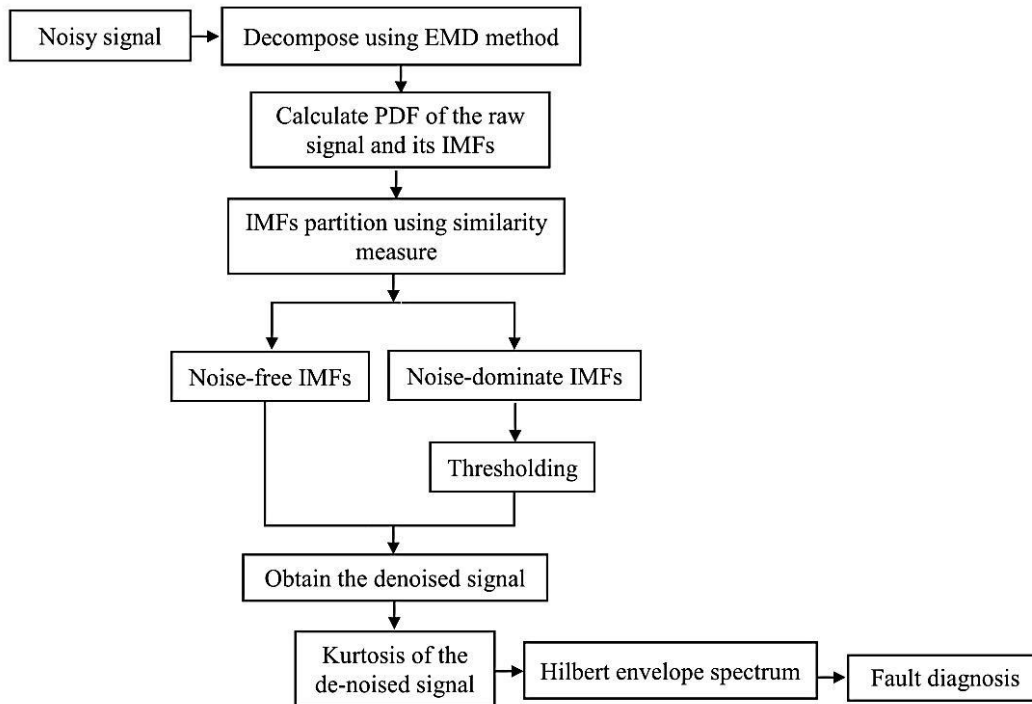 Noisy signal
Decompose using EMD method
Calculate PDF of the raw
signal and its IMFs
IMFs partition using similarity
measure
Noise-free IMFs
Noise-dominate IMFs
Thresholding
Obtain the denoised signal
Kurtosis of the
de-noised signal
Hilbert envelope spectrum
Fault diagnosis